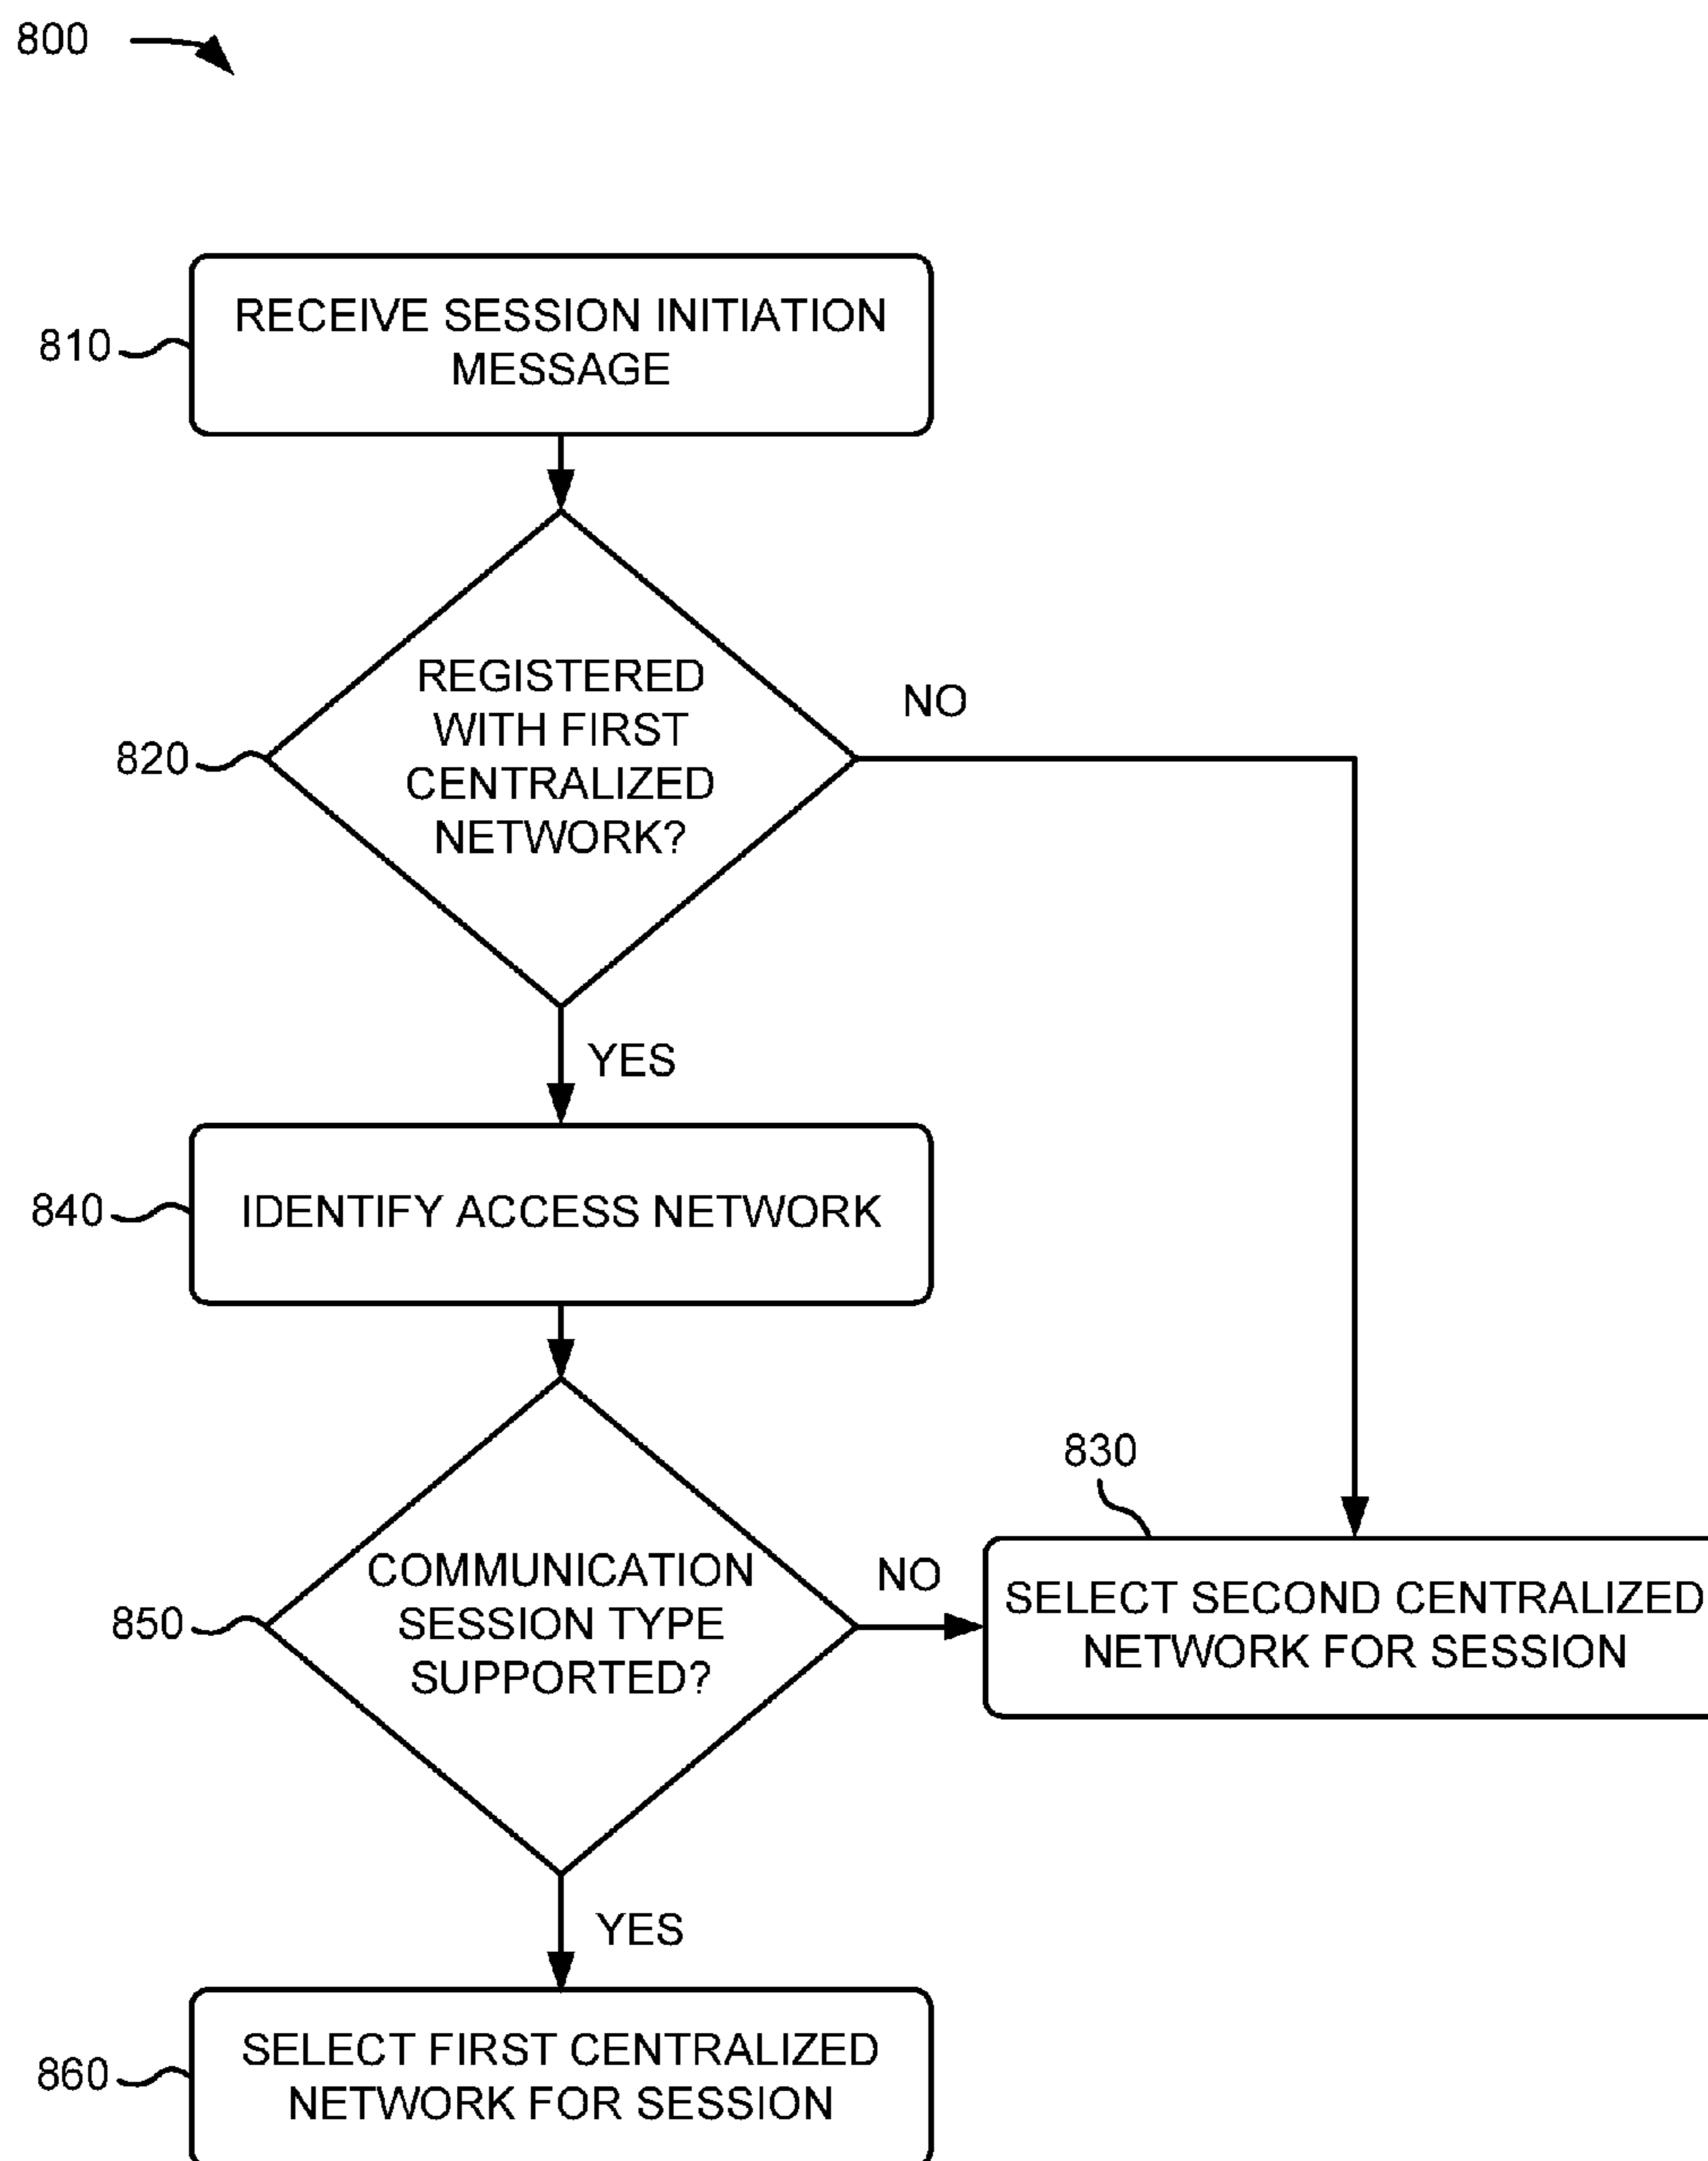 800
810
RECEIVE SESSION INITIATION
MESSAGE
820
REGISTERED
WITH FIRST
CENTRALIZED
NETWORK?
NO
YES
840
IDENTIFY ACCESS NETWORK
850
COMMUNICATION
SESSION TYPE
SUPPORTED?
NO
830
SELECT SECOND CENTRALIZED
NETWORK FOR SESSION
YES
860
SELECT FIRST CENTRALIZED
NETWORK FOR SESSION